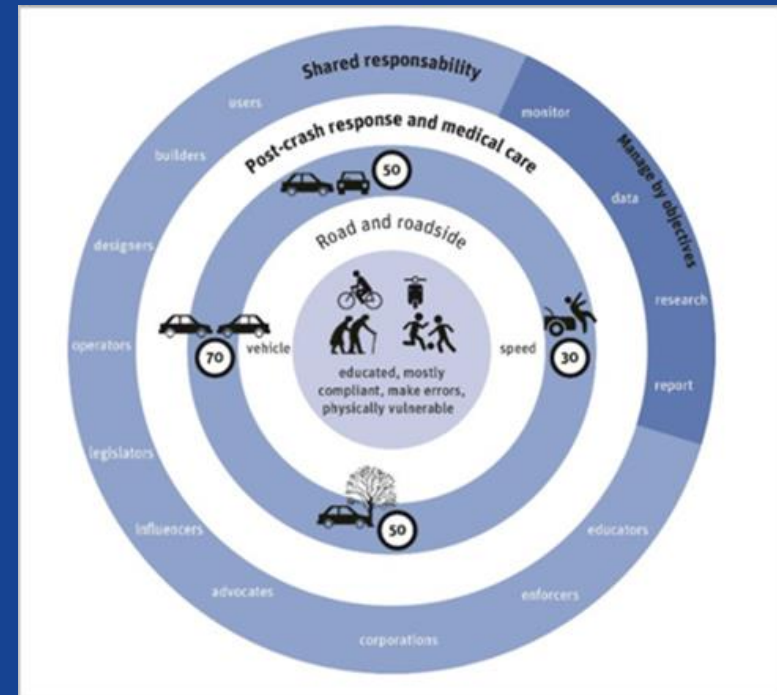 Shared responsability
users
monitor
Post-crash response and medical care
Manage by objectives
builders
50
data
Road and roadside
designers
research
operators
70
vehicle
speed
30
educated, mostly
compliant, make errors,
physically vulnerable
report
legislators
50
influencers
educators
advocates
enforcers
corporations